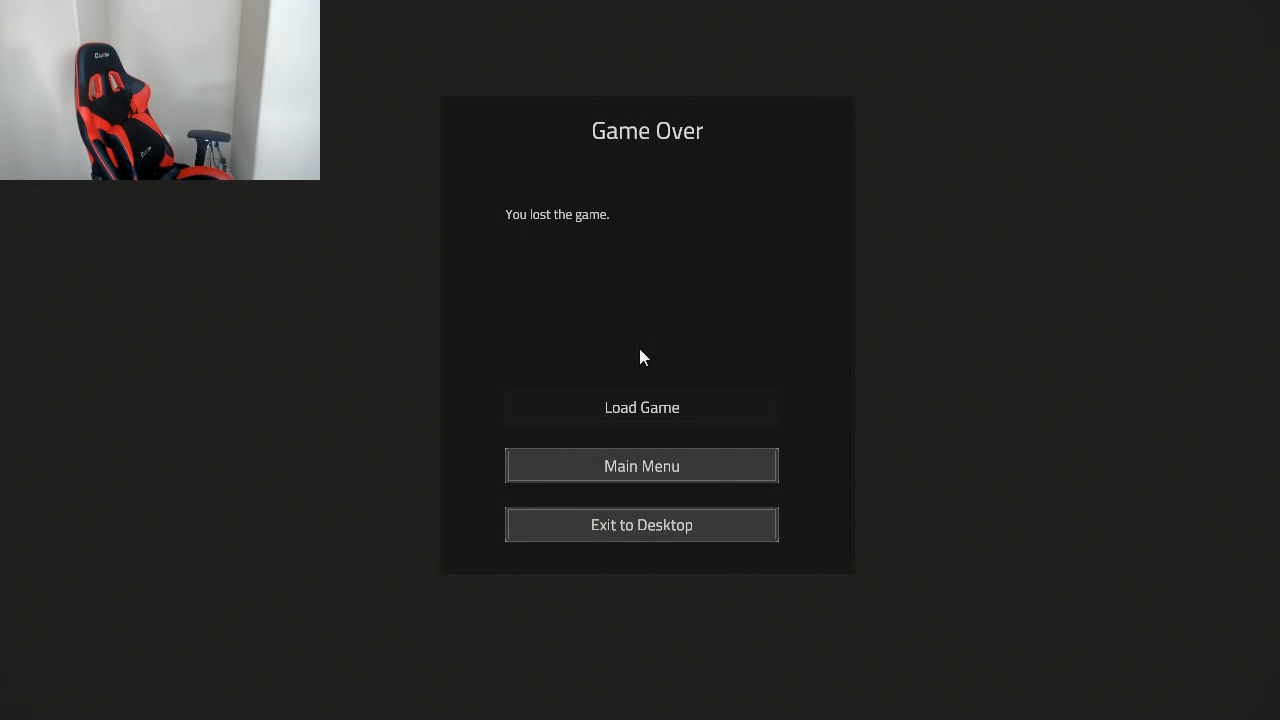 Game Over
You lost the game.
Load Game
Main Menu
Exit to Desktop